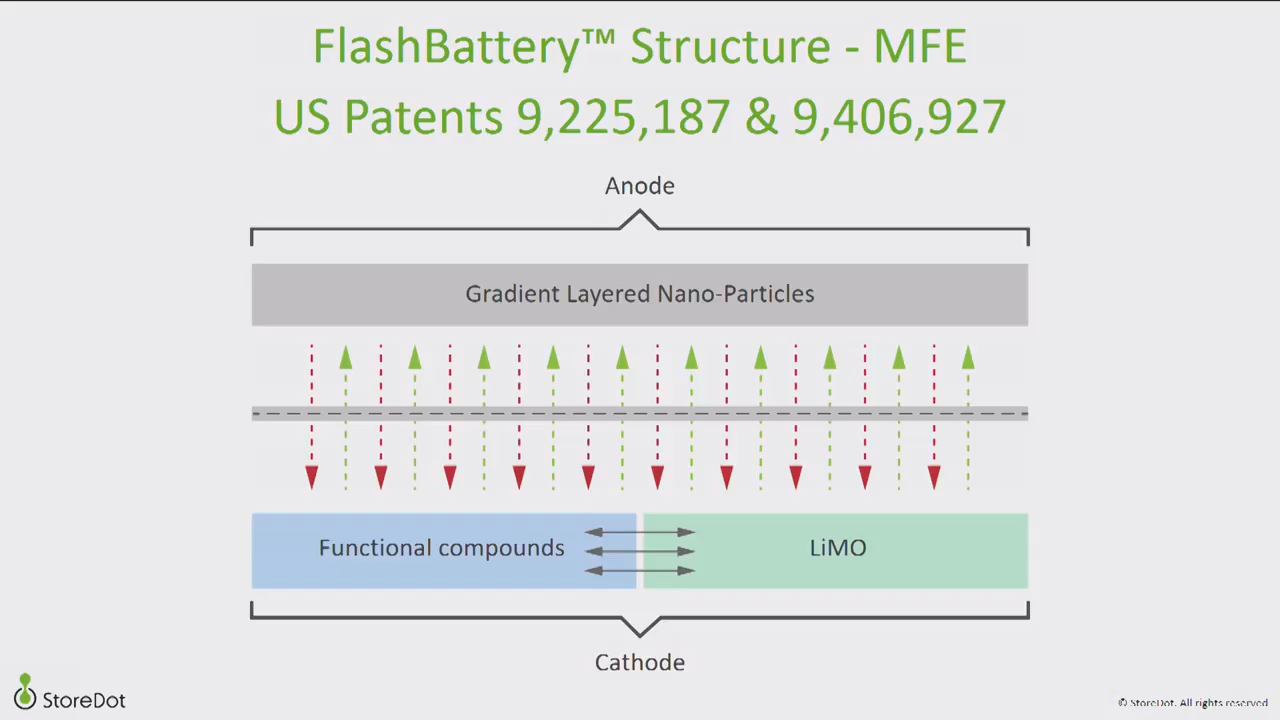 FlashBattery™ Structure - MFE
US Patents 9,225,187 & 9,406,927
Anode
Gradient Layered Nano-Particles
Functional compounds
LiMO
Cathode
StoreDot
© StoreDot. All rights reserved